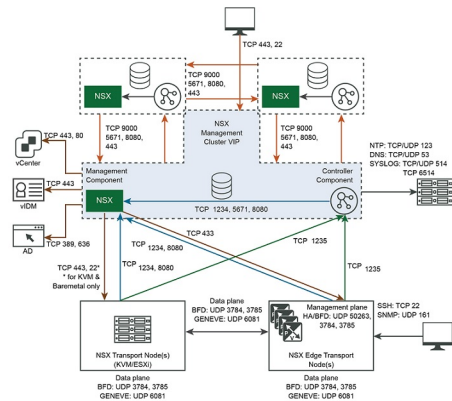 TCP 443, 22
NSX
TCP 9000
5671, 8080,
443
NSX
TCP 9000
5671, 8080,
443
NSX
Management
Cluster VIP
TCP 9000
5671, 8080,
443
TCP 443, 80
vCenter
Management
Component
Controller
Component
NTP: TCP/UDP 123
DNS: TCP/UDP 53
SYSLOG: TCP/UDP 514
TCP 6514
TCP 443
vIDM
NSX
TCP 1234, 5671, 8080
AD
TCP 389, 636
TCP
1234, 8080
TCP 433
TCP 443, 22*
* for KVM &
Baremetal only
TCP
1234, 8080
TCP
1235
TCP
1235
NSX Transport Node(s)
(KVM/ESXi)
Data plane
BFD: UDP 3784, 3785
GENEVE: UDP 6081
Management plane
HA/BFD: UDP 50263,
3784, 3785
NSX Edge Transport
Node(s)
SSH: TCP 22
SNMP: UDP 161
Data plane
BFD: UDP 3784, 3785
GENEVE: UDP 6081
Data plane
BFD: UDP 3784, 3785
GENEVE: UDP 6081